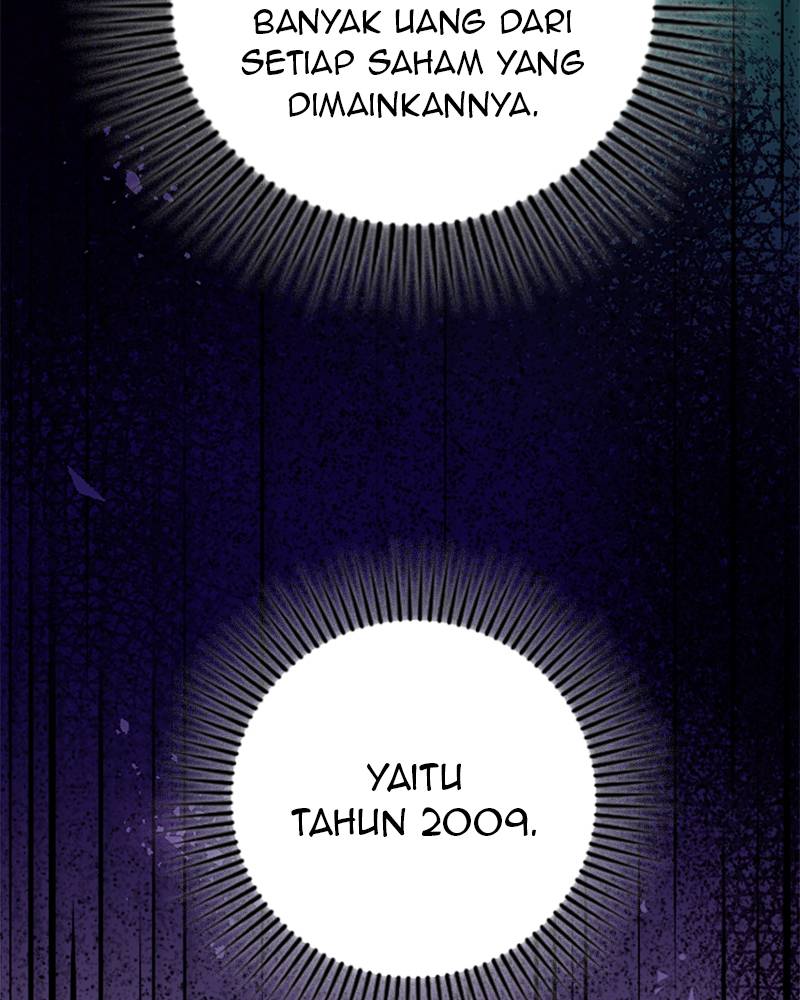 BANYAK UANG DARI
SETIAP SAHAM YANG
DIMAINKANNYA.
YAITU
TAHUN 2009.